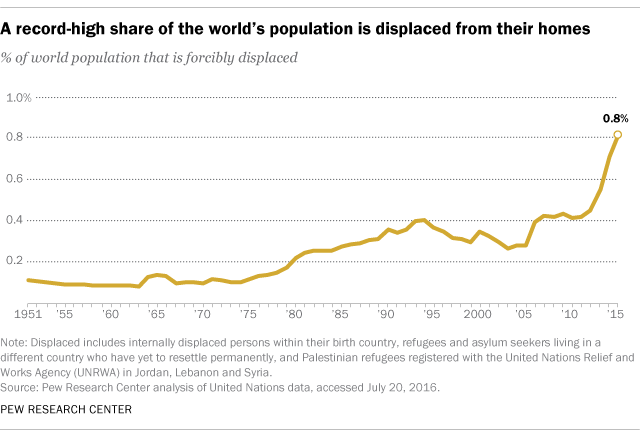 A record-high share of the world's population is displaced from their homes
% of world population that is forcibly displaced
1.0%
0.8%
0.8
0.6
0.4
0.2
1951 '55 '60 '65 '70 '75 '80 '85 '90 '95 2000 '05 '10 '15
Note: Displaced includes internally displaced persons within their birth country, refugees and asylum seekers living in a
different country who have yet to resettle permanently, and Palestinian refugees registered with the United Nations Relief and
Works Agency (UNRWA) in Jordan, Lebanon and Syria.
Source: Pew Research Center analysis of United Nations data, accessed July 20, 2016.
PEW RESEARCH CENTER